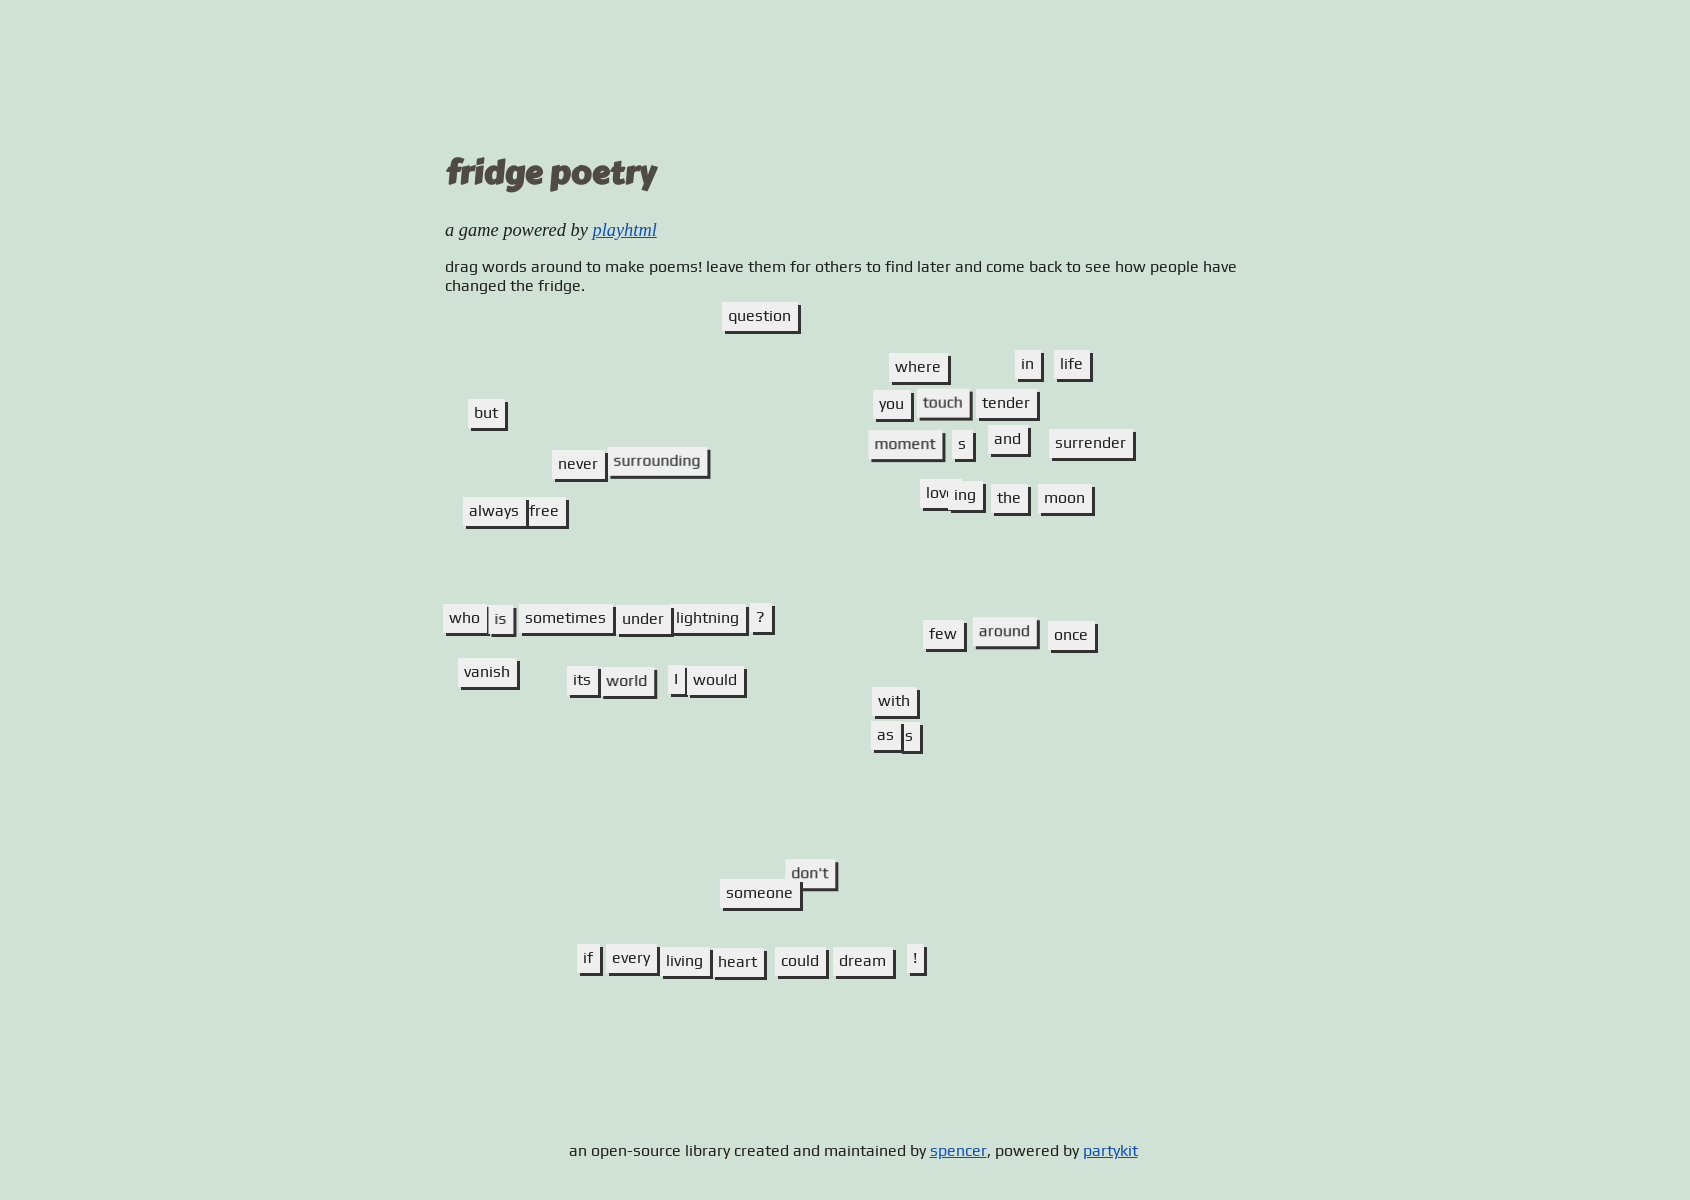 fridge poetry
a game powered by playhtml
drag words around to make poems! leave them for others to find later and come back to see how people have
changed the fridge.
question
where in life
but
you touch tender
never surrounding
moment s and surrender
always free
loving the moon
who is sometimes under lightning ?
few around once
vanish its world I would
with
as s
don't
someone
if every living heart could dream !
an open-source library created and maintained by spencer, powered by partykit